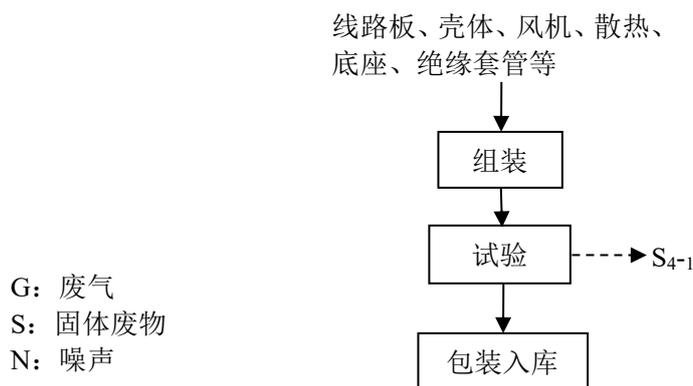 线路板、壳体、风机、散热、
底座、绝缘套管等
组装
试验
S4-1
G：废气
S：固体废物
N：噪声
包装入库